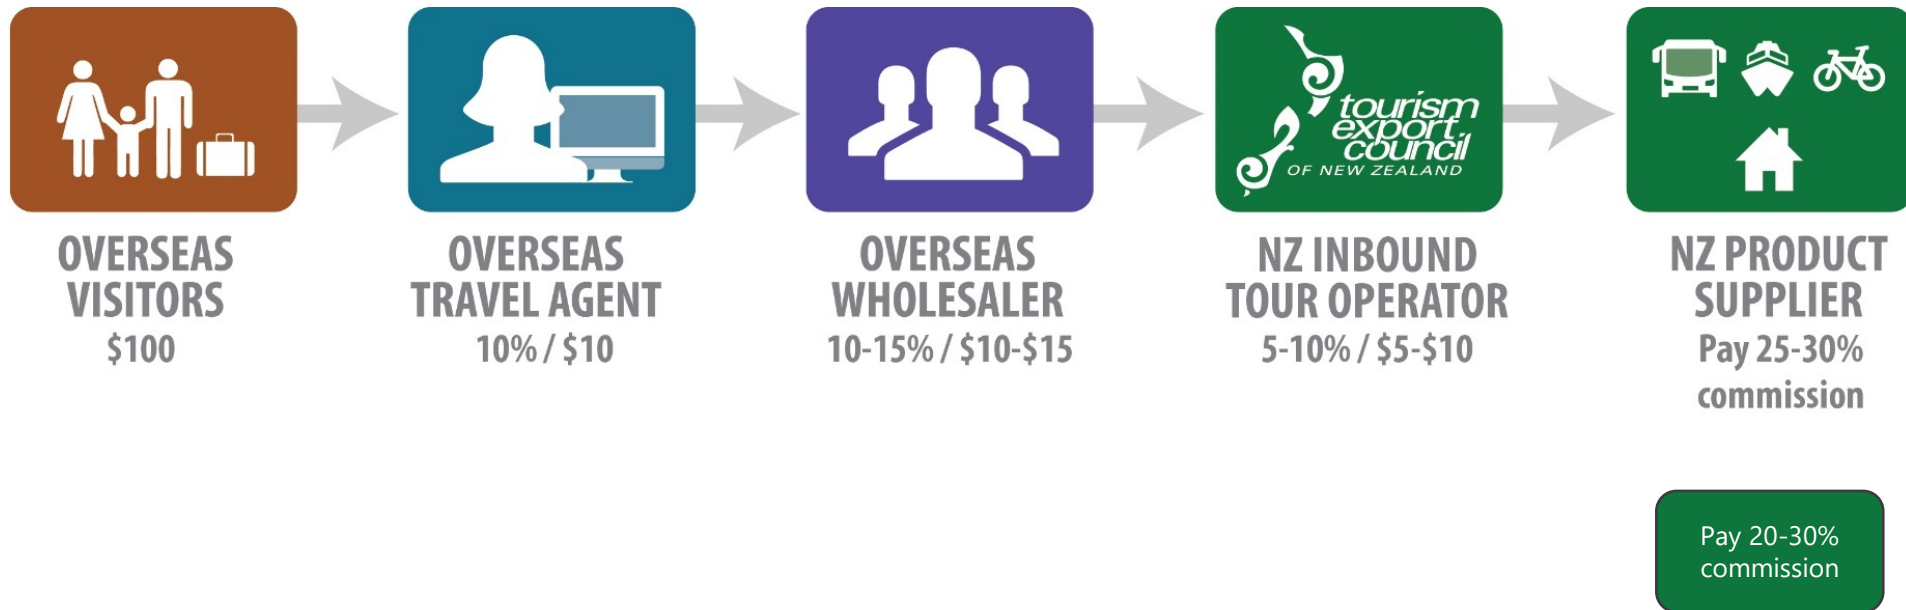 OVERSEAS
VISITORS
$100
OVERSEAS
TRAVEL AGENT
10% / $10
OVERSEAS
WHOLESALER
10-15% / $10-$15
tourism
export
council
OF NEW ZEALAND
NZ INBOUND
TOUR OPERATOR
5-10% / $5-$10
NZ PRODUCT
SUPPLIER
Pay 25-30%
commission
Pay 20-30%
commission